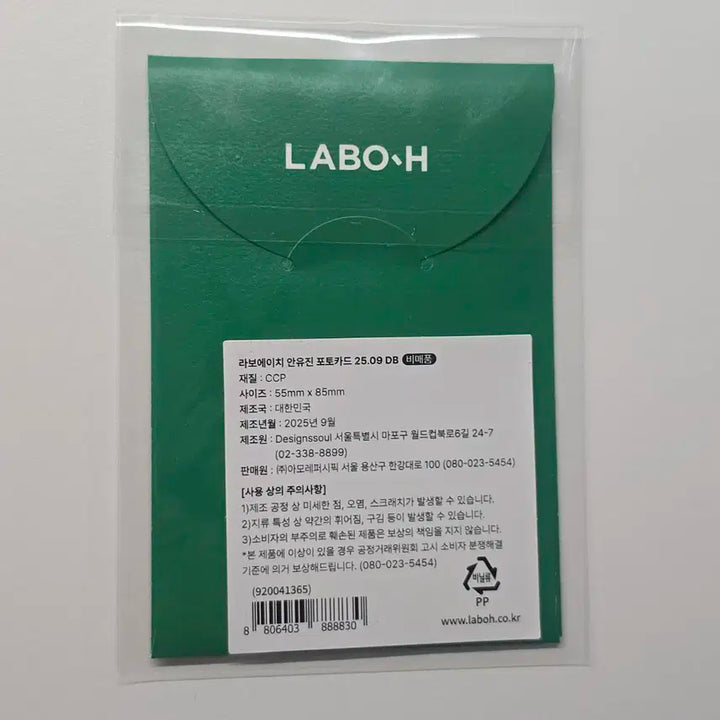 LABO-H
라보에이치 안유진 포토카드 25.09 DB 비매품
재질 : CCP
사이즈 : 55mm x 85mm
제조국 : 대한민국
제조년월 : 2025년 9월
제조원 : Designssoul 서울특별시 마포구 월드컵북로6길 24-7
(02-338-8899)
판매원 : ㈜아모레퍼시픽 서울 용산구 한강대로 100 (080-023-5454)
[사용 상의 주의사항]
1)제조 공정 상 미세한 점, 오염, 스크래치가 발생할 수 있습니다.
2)지류 특성 상 약간의 휘어짐, 구김 등이 발생할 수 있습니다.
3)소비자의 부주의로 훼손된 제품은 보상의 책임을 지지 않습니다.
*본 제품에 이상이 있을 경우 공정거래위원회 고시 소비자 분쟁해결
기준에 의거 보상해드립니다. (080-023-5454)
(920041365)
8 806403 888830
비닐류
PP
www.laboh.co.kr